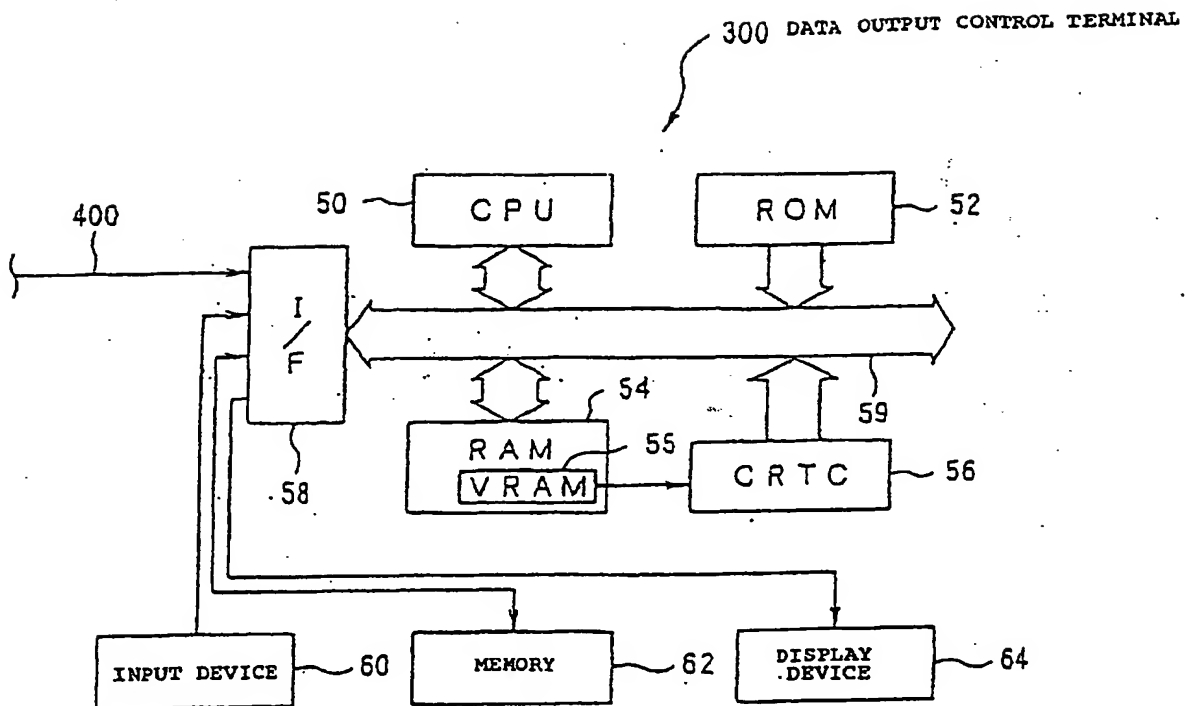 300 DATA OUTPUT CONTROL TERMINAL
50
CPU
ROM
52
400
I/F
59
54
RAM
55
VRAM
CRTC
56
58
INPUT DEVICE
60
MEMORY
62
DISPLAY
DEVICE
64